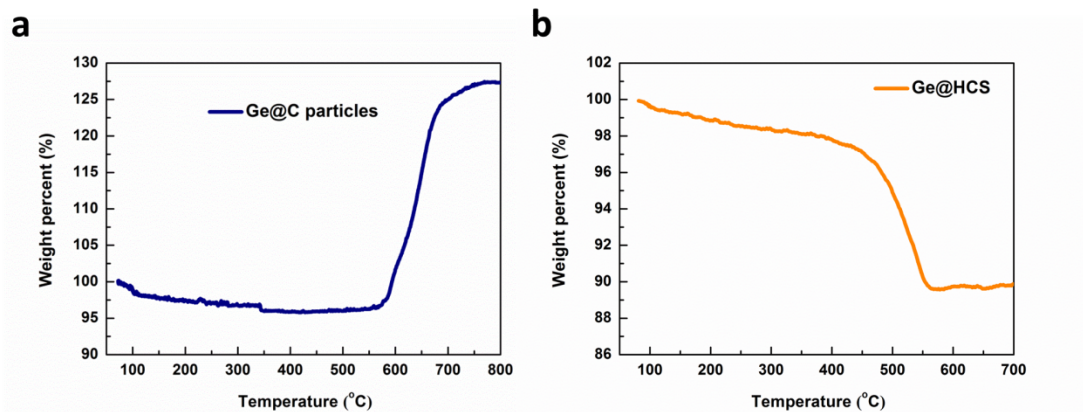 a
b
Weight percent (%)
130
125
120
115
110
105
100
95
90
Ge@C particles
100 200 300 400 500 600 700 800
Temperature (°C)
Weight percent (%)
102
100
98
96
94
92
90
88
86
Ge@HCS
100 200 300 400 500 600 700
Temperature (°C)